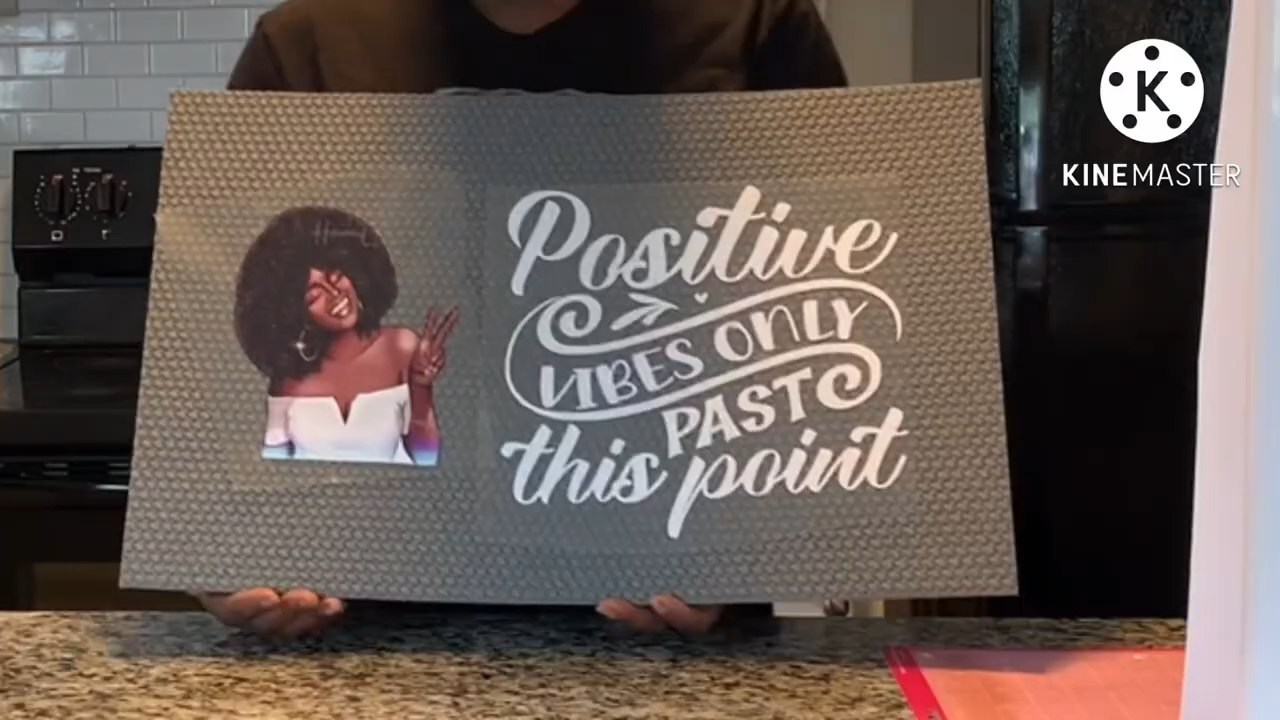 Positive
VIBES ONLY
PAST
this point
K
KINEMASTER